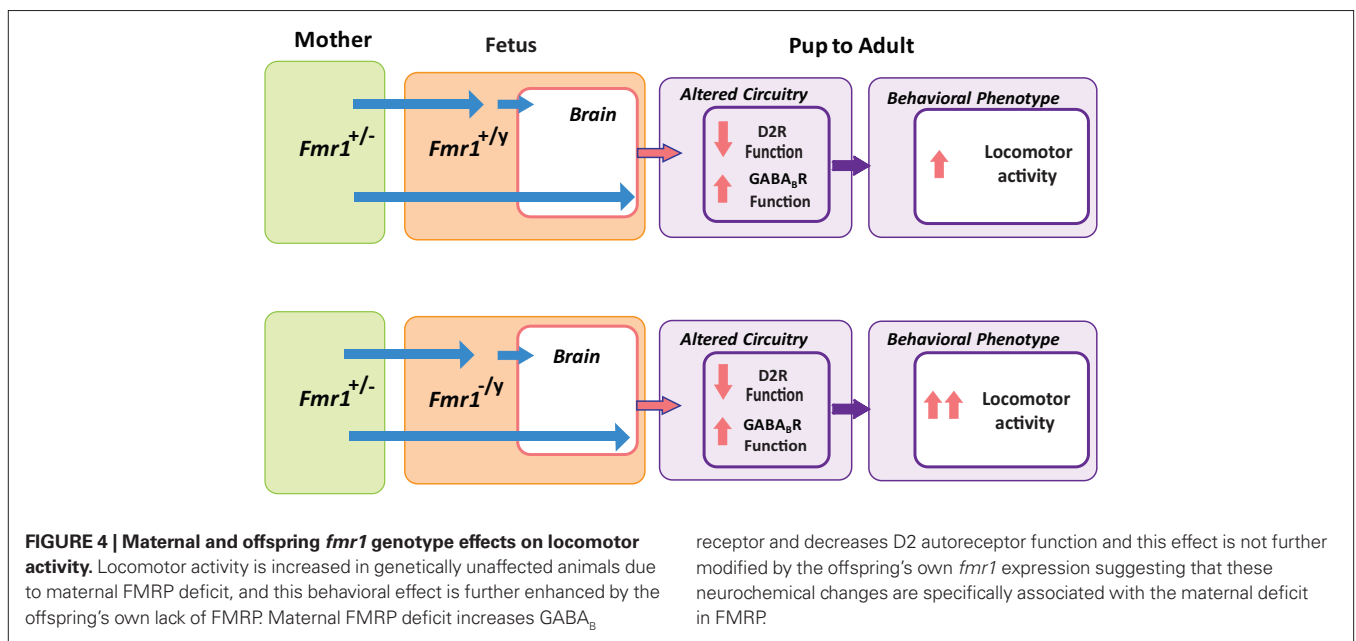 Mother
Fetus
Pup to Adult
Fmr1+/-
Fmr1+/y
Brain
Altered Circuitry
D2R
Function
GABABR
Function
Behavioral Phenotype
Locomotor
activity
Fmr1+/-
Fmr1-/y
Brain
Altered Circuitry
D2R
Function
GABABR
Function
Behavioral Phenotype
Locomotor
activity
FIGURE 4 | Maternal and offspring fmr1 genotype effects on locomotor
activity. Locomotor activity is increased in genetically unaffected animals due
to maternal FMRP deficit, and this behavioral effect is further enhanced by the
offspring's own lack of FMRP. Maternal FMRP deficit increases GABAB
receptor and decreases D2 autoreceptor function and this effect is not further
modified by the offspring's own fmr1 expression suggesting that these
neurochemical changes are specifically associated with the maternal deficit
in FMRP.